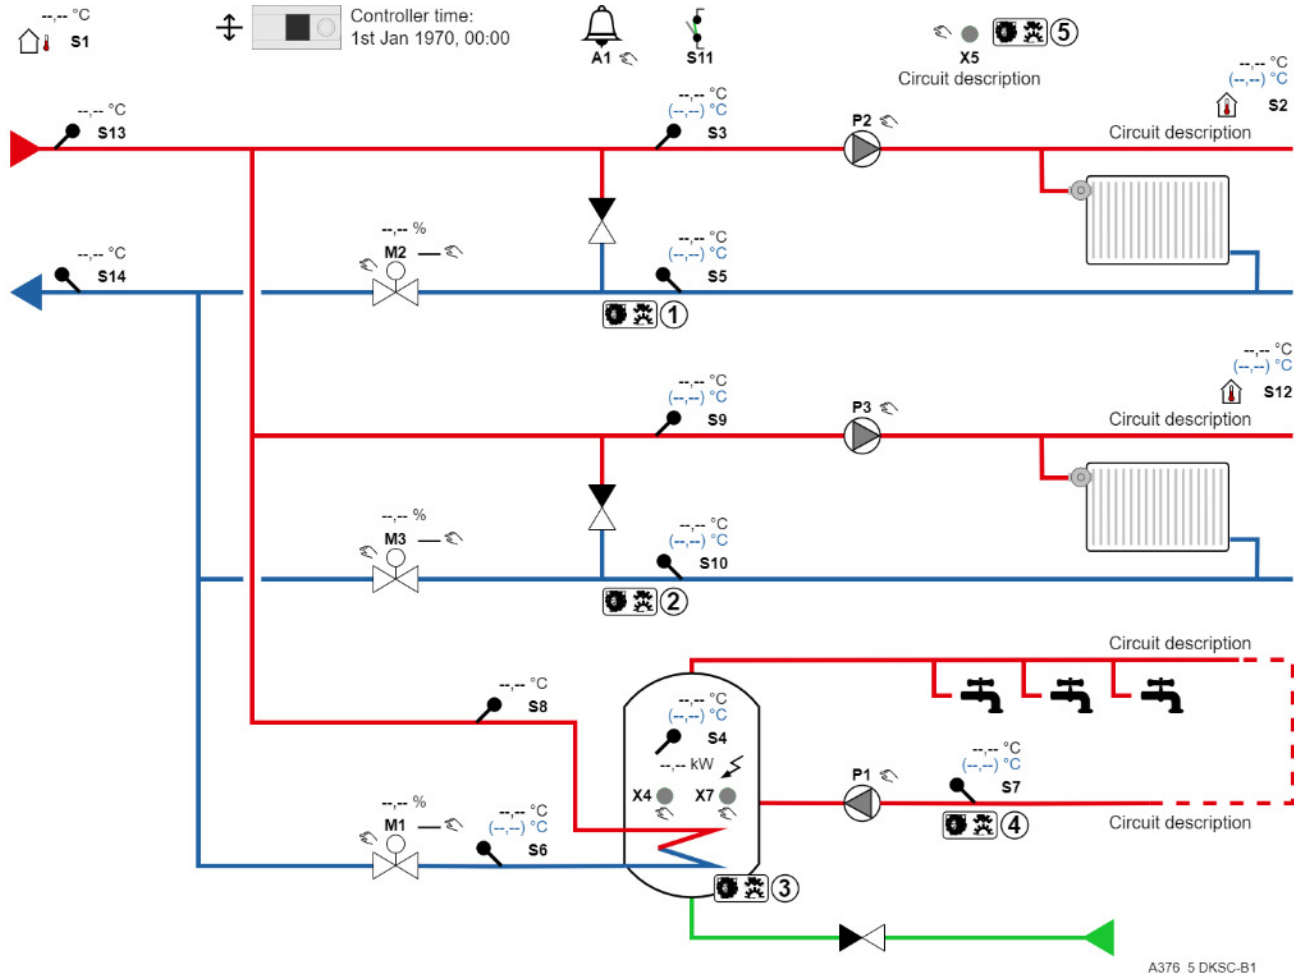 --,-- °C
S1
Controller time:
1st Jan 1970, 00:00
A1
S11
X5
5
Circuit description
--,-- °C
(--,--) °C
S2
--,-- °C
S13
--,-- °C
(--,--) °C
S3
P2
Circuit description
--,-- °C
S14
--,-- %
M2
--,-- °C
(--,--) °C
S5
1
--,-- °C
(--,--) °C
S12
--,-- °C
(--,--) °C
S9
P3
Circuit description
--,-- %
M3
--,-- °C
(--,--) °C
S10
2
Circuit description
--,-- °C
S8
--,-- °C
(--,--) °C
S4
--,-- kW
X4
X7
P1
--,-- °C
(--,--) °C
S7
4
Circuit description
--,-- %
M1
--,-- °C
(--,--) °C
S6
3
A376_5 DKSC-B1